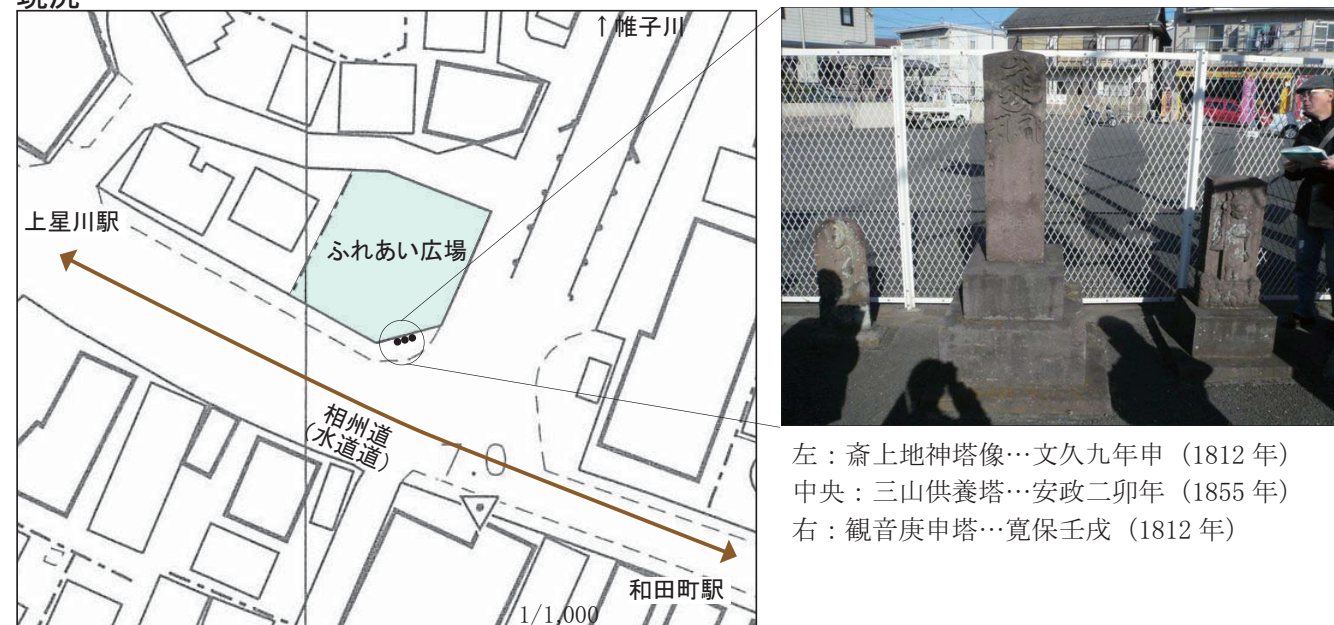 現況
↑帷子川
上星川駅
ふれあい広場
相州道
(水道道)
7.0
和田町駅
1/1,000
左：斎上地神塔像…文久九年申（1812 年）
中央：三山供養塔…安政二卯年（1855 年）
右：観音庚申塔…寛保壬戌（1812 年）